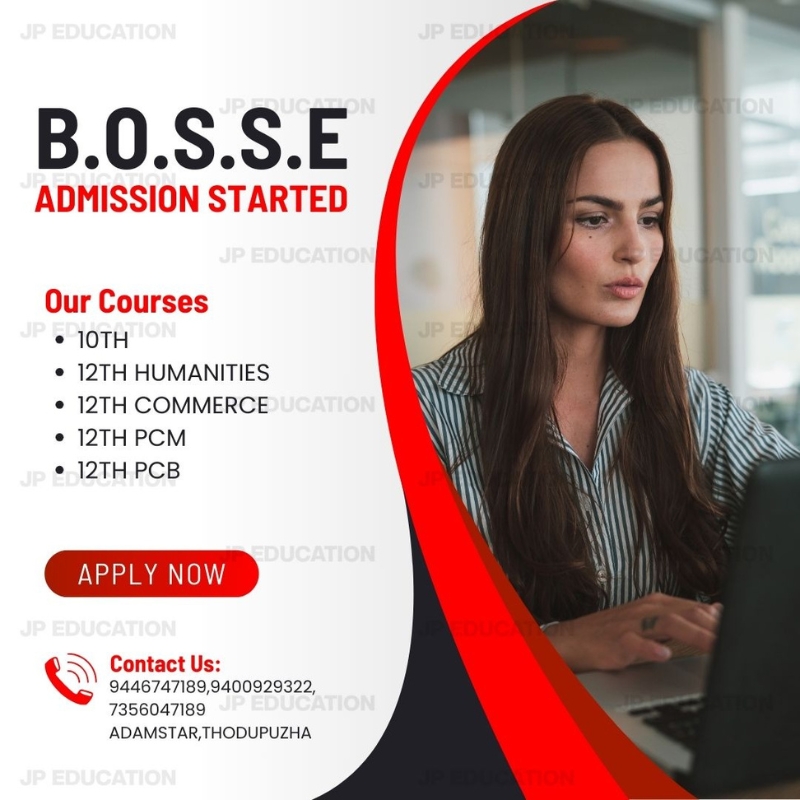 JP EDUCATION
B.O.S.S.E
ADMISSION STARTED
Our Courses
• 10TH
• 12TH HUMANITIES
• 12TH COMMERCE
• 12TH PCM
• 12TH PCB
APPLY NOW
Contact Us:
9446747189,9400929322,
7356047189
ADAMSTAR,THODUPUZHA